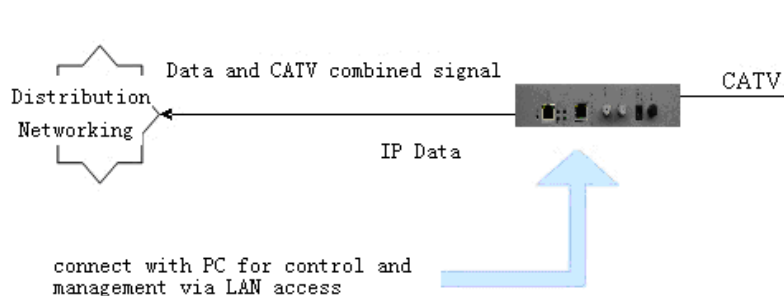 Data and CATV combined signal
CATV
Distribution
Networking
IP Data
connect with PC for control and
management via LAN access